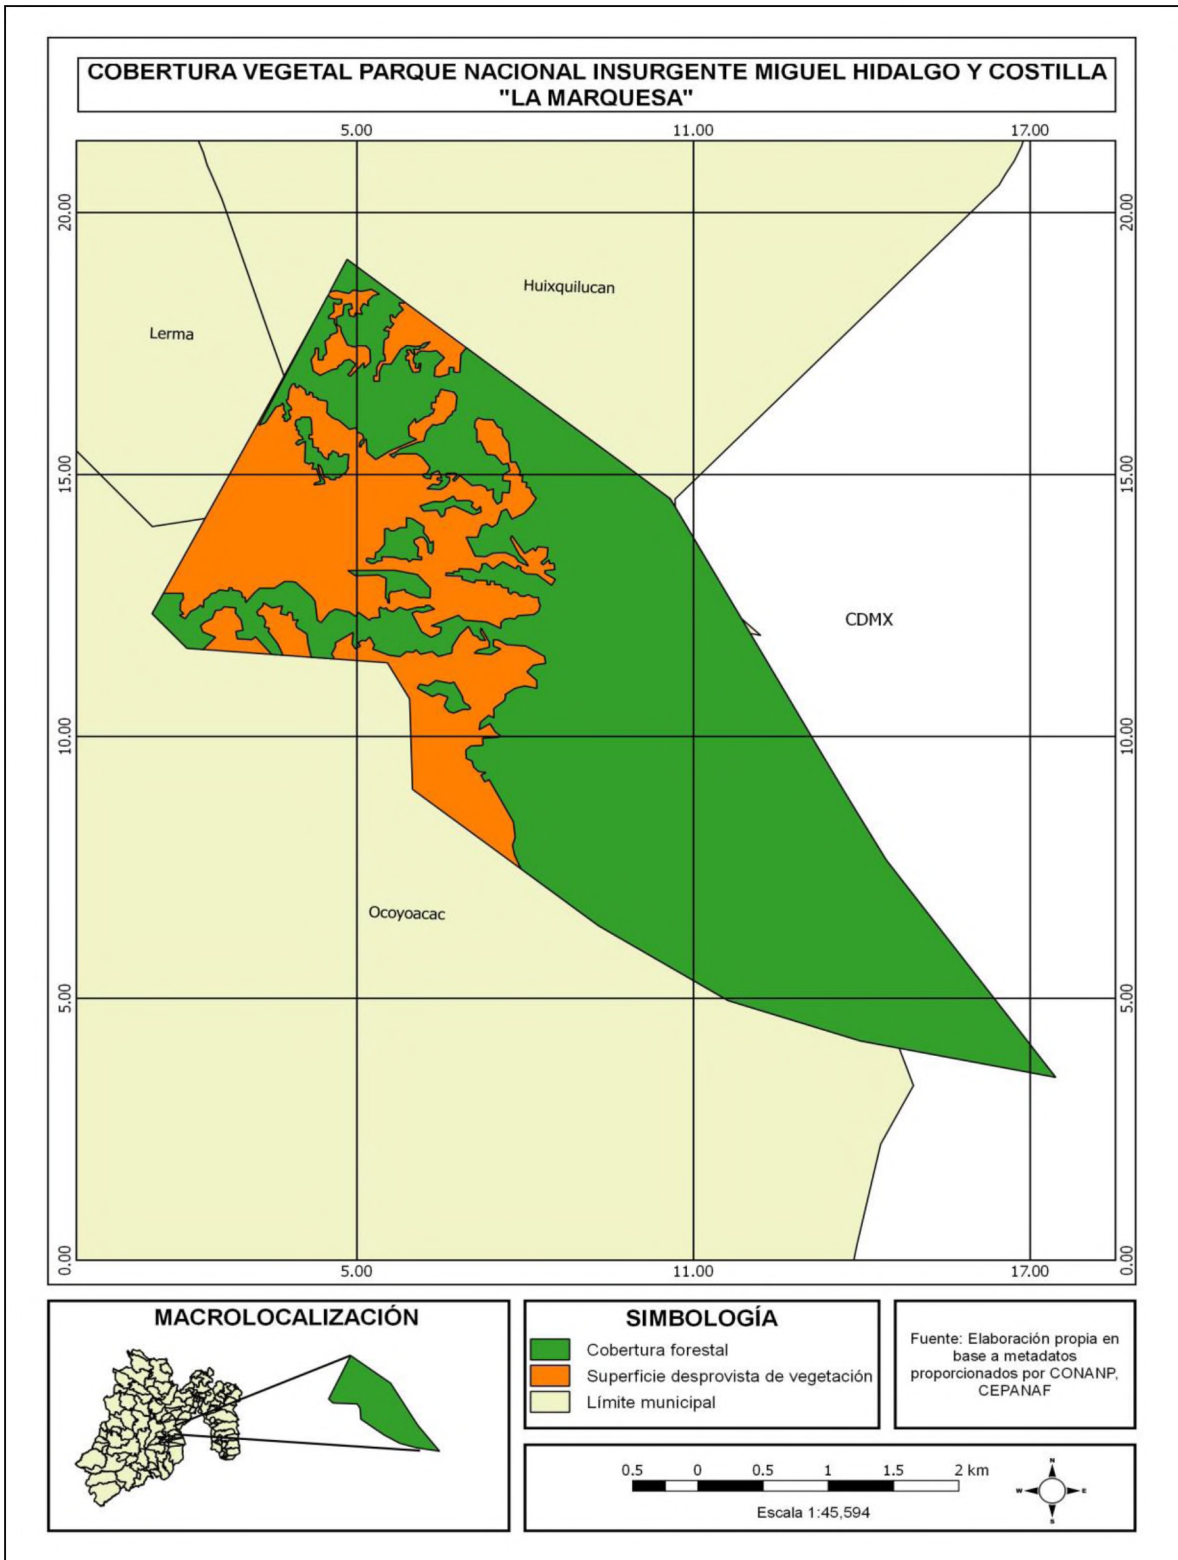 COBERTURA VEGETAL PARQUE NACIONAL INSURGENTE MIGUEL HIDALGO Y COSTILLA
"LA MARQUESA"
5.00 11.00 17.00
20.00 20.00
Huixquilucan
Lerma
15.00 15.00
CDMX
10.00 10.00
Ocoyoacac
5.00 5.00
0.00 0.00
5.00 11.00 17.00
MACROLOCALIZACIÓN
SIMBOLOGÍA
Cobertura forestal
Superficie desprovista de vegetación
Límite municipal
Fuente: Elaboración propia en
base a metadatos
proporcionados por CONANP,
CEPANAF
0.5 0 0.5 1 1.5 2 km
Escala 1:45,594
N
W E
S